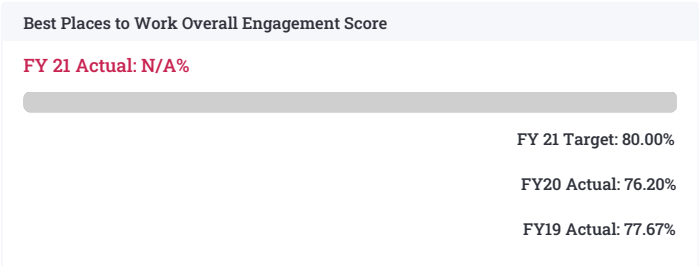 Best Places to Work Overall Engagement Score
FY 21 Actual: N/A%
FY 21 Target: 80.00%
FY20 Actual: 76.20%
FY19 Actual: 77.67%